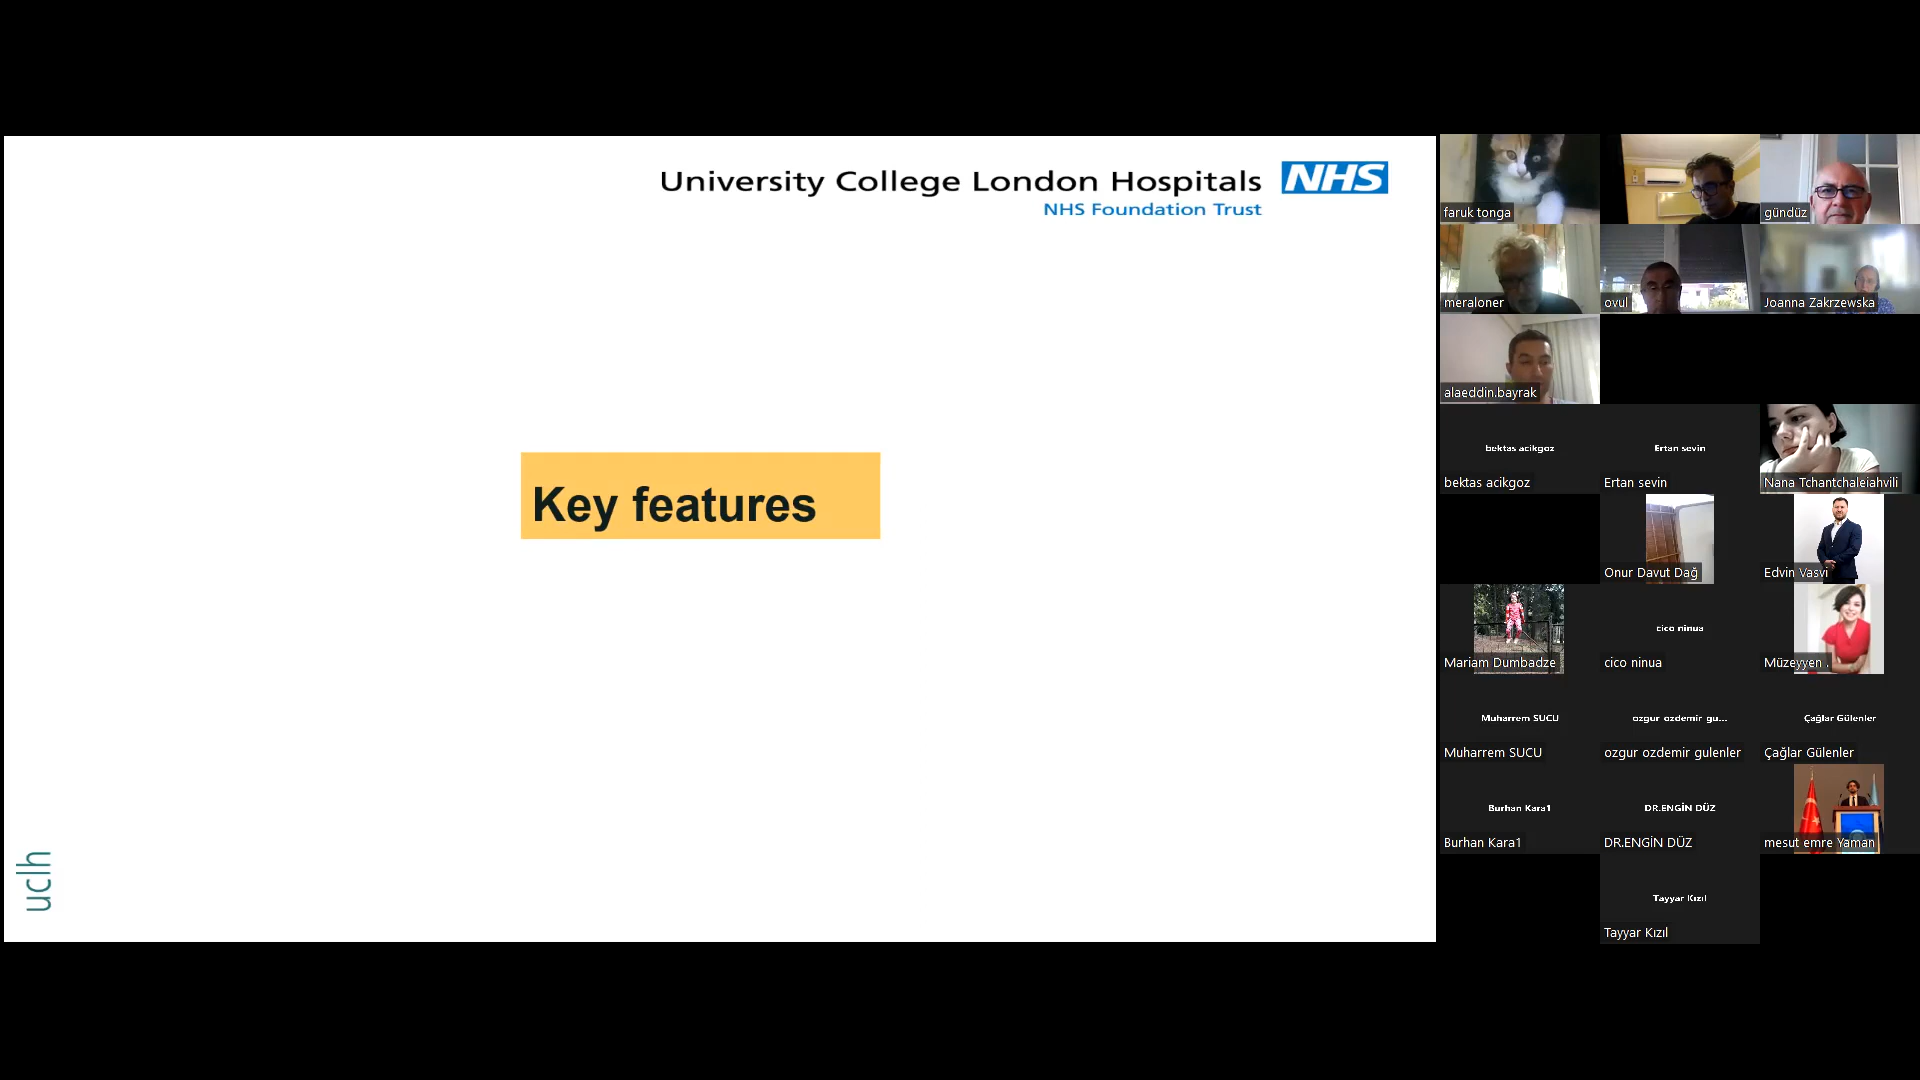 University College London Hospitals NHS
NHS Foundation Trust
Key features
uclh
faruk tonga
gündüz
meraloner
ovul
Joanna Zakrzewska
alaeddin.bayrak
bektas acikgoz
bektas acikgoz
Ertan sevin
Ertan sevin
Nana Tchantchaleiahvili
Onur Davut Dağ
Edvin Vasvi
Mariam Dumbadze
cico ninua
cico ninua
Müzeyyen .
Muharrem SUCU
Muharrem SUCU
ozgur ozdemir gu...
ozgur ozdemir gulenler
Çağlar Gülenler
Çağlar Gülenler
Burhan Kara1
Burhan Kara1
DR.ENGİN DÜZ
DR.ENGİN DÜZ
mesut emre Yaman
Tayyar Kızıl
Tayyar Kızıl